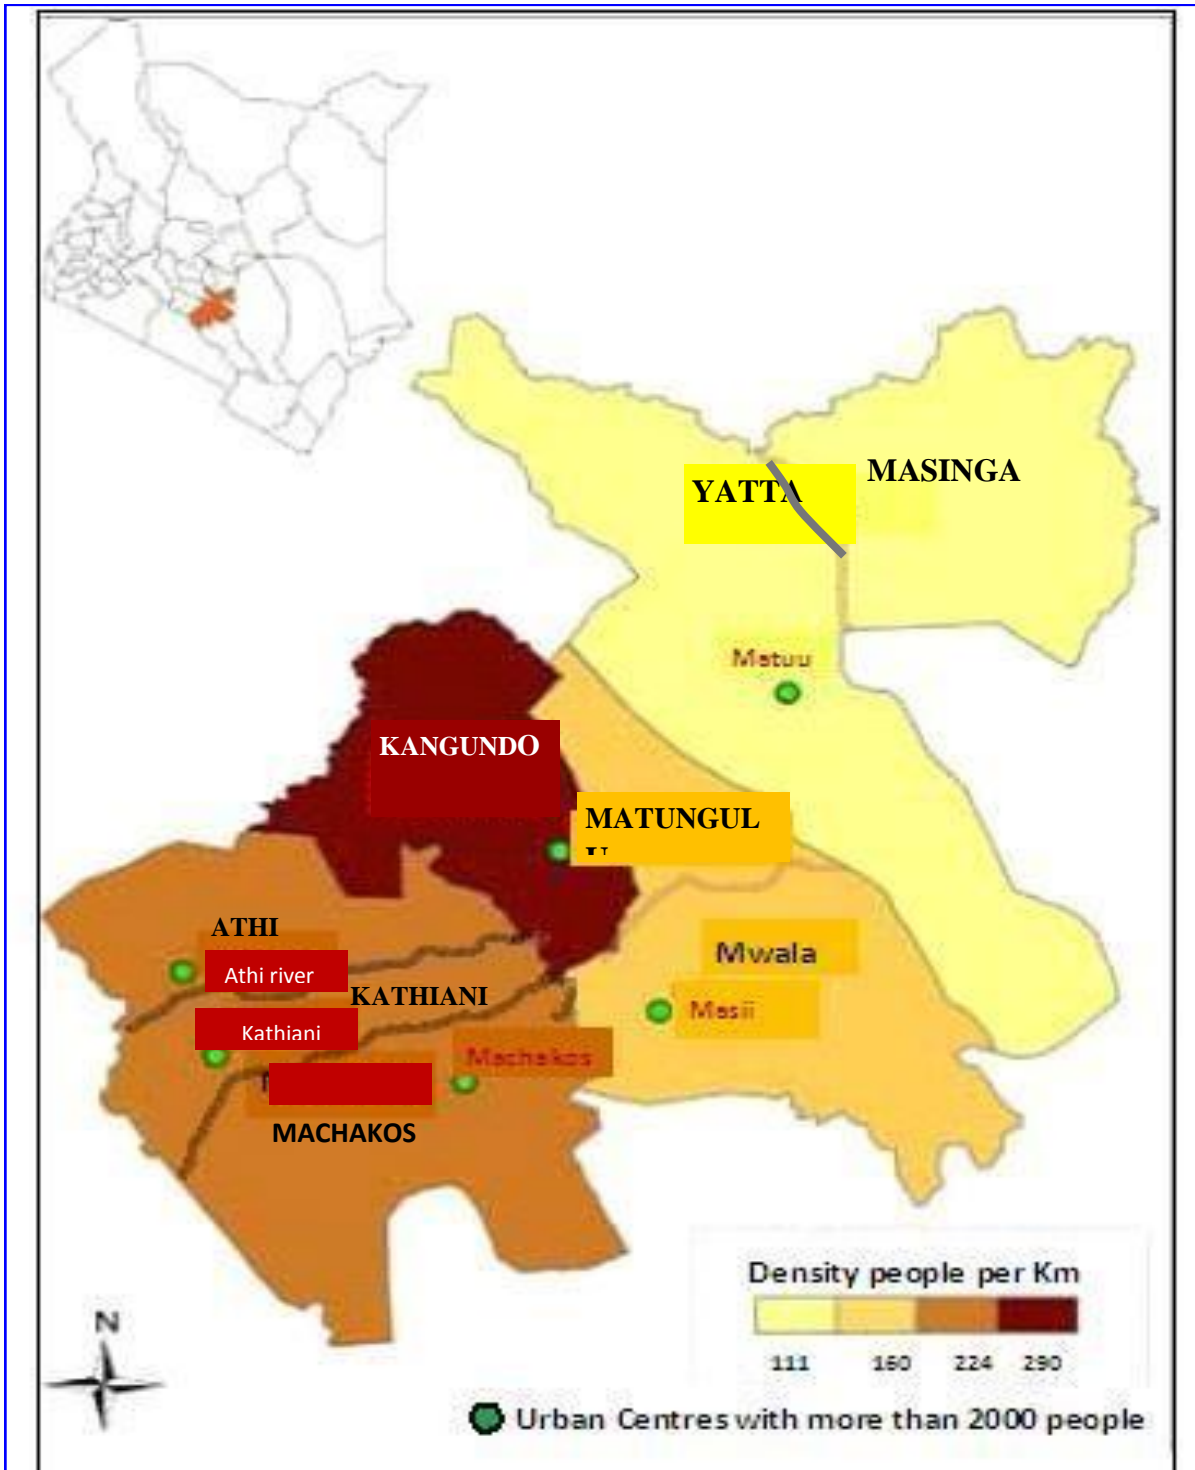 MASINGA
YATTA
Matuu
KANGUNDO
MATUNGUL
U
ATHI
Athi river
Mwala
KATHIANI
Masii
Kathiani
Machakos
MACHAKOS
Density people per Km
111 160 224 290
N
Urban Centres with more than 2000 people